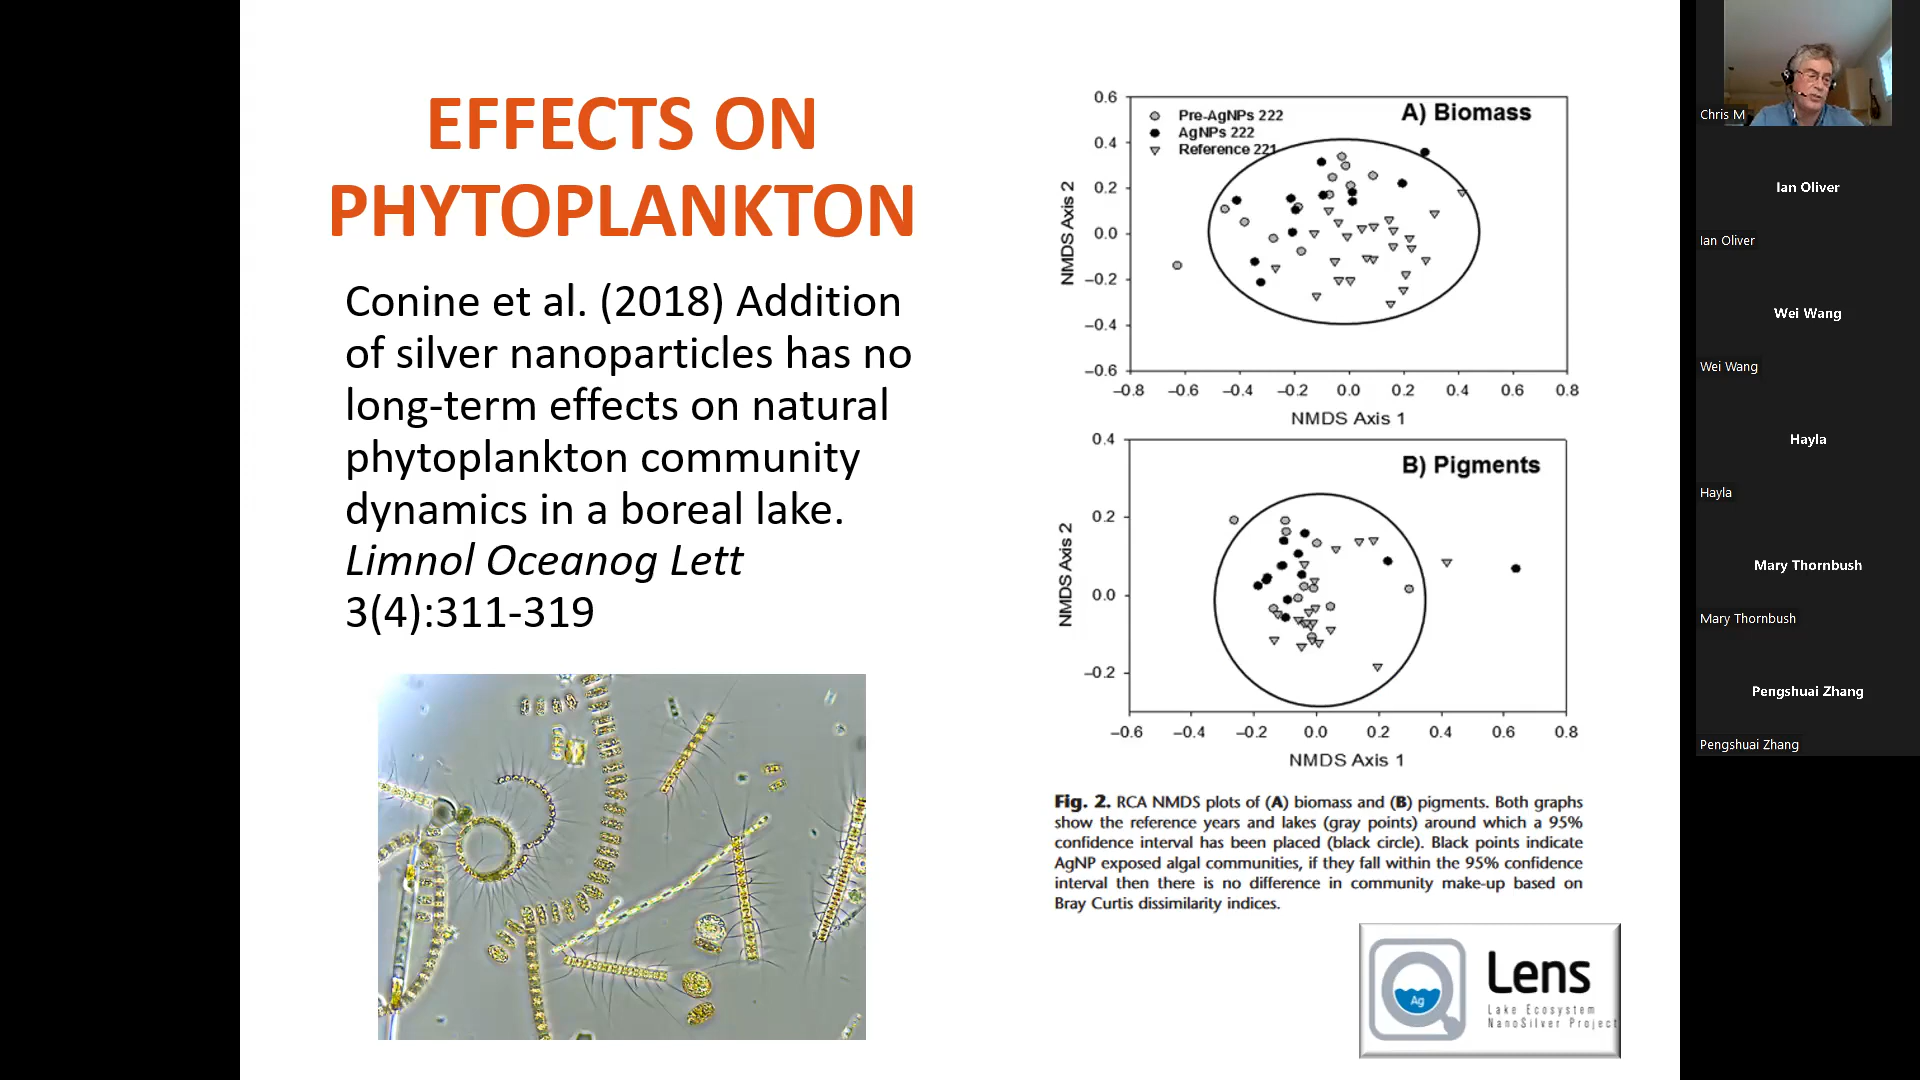 EFFECTS ON
PHYTOPLANKTON
Conine et al. (2018) Addition
of silver nanoparticles has no
long-term effects on natural
phytoplankton community
dynamics in a boreal lake.
Limnol Oceanog Lett
3(4):311-319
0.6
0.4
0.2
0.0
–0.2
–0.4
–0.6
NMDS Axis 2
Pre-AgNPs 222
AgNPs 222
Reference 221
A) Biomass
–0.8 –0.6 –0.4 –0.2 0.0 0.2 0.4 0.6 0.8
NMDS Axis 1
0.4
0.2
0.0
–0.2
NMDS Axis 2
B) Pigments
–0.6 –0.4 –0.2 0.0 0.2 0.4 0.6 0.8
NMDS Axis 1
Fig. 2. RCA NMDS plots of (A) biomass and (B) pigments. Both graphs
show the reference years and lakes (gray points) around which a 95%
confidence interval has been placed (black circle). Black points indicate
AgNP exposed algal communities, if they fall within the 95% confidence
interval then there is no difference in community make-up based on
Bray Curtis dissimilarity indices.
Ag
Lens
Lake Ecosystem
NanoSilver Project
Chris M
Ian Oliver
Ian Oliver
Wei Wang
Wei Wang
Hayla
Hayla
Mary Thornbush
Mary Thornbush
Pengshuai Zhang
Pengshuai Zhang